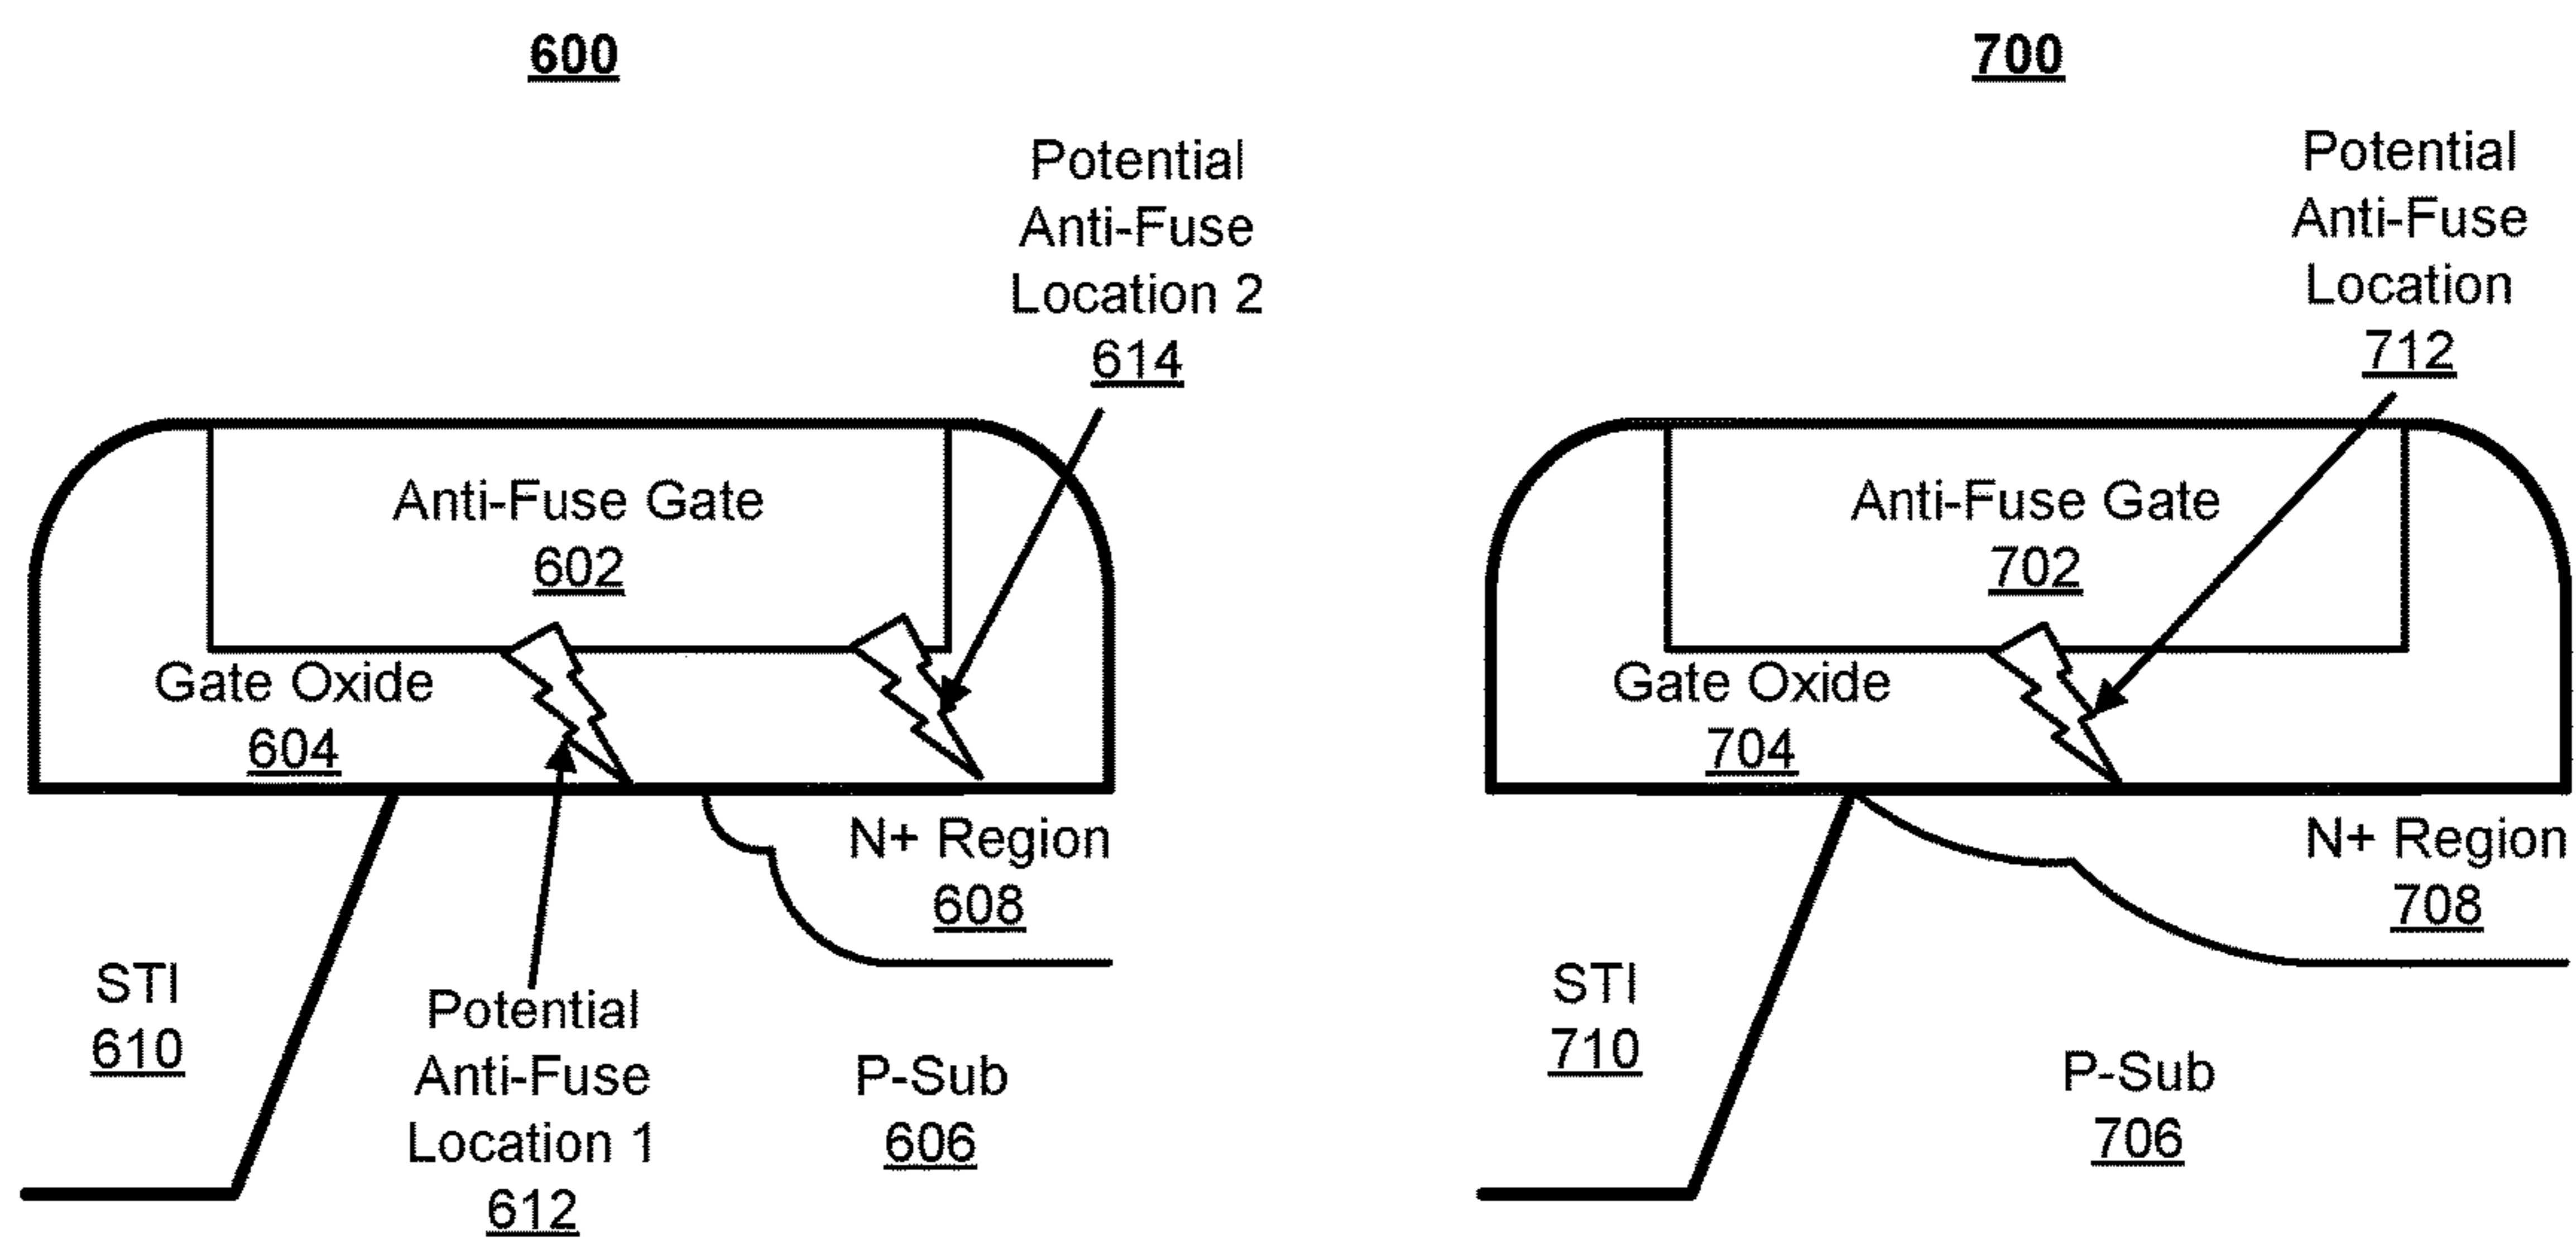 600
Potential
Anti-Fuse
Location 2
614
Anti-Fuse Gate
602
Gate Oxide
604
N+ Region
608
STI
610
Potential
Anti-Fuse
Location 1
612
P-Sub
606
700
Potential
Anti-Fuse
Location
712
Anti-Fuse Gate
702
Gate Oxide
704
N+ Region
708
STI
710
P-Sub
706